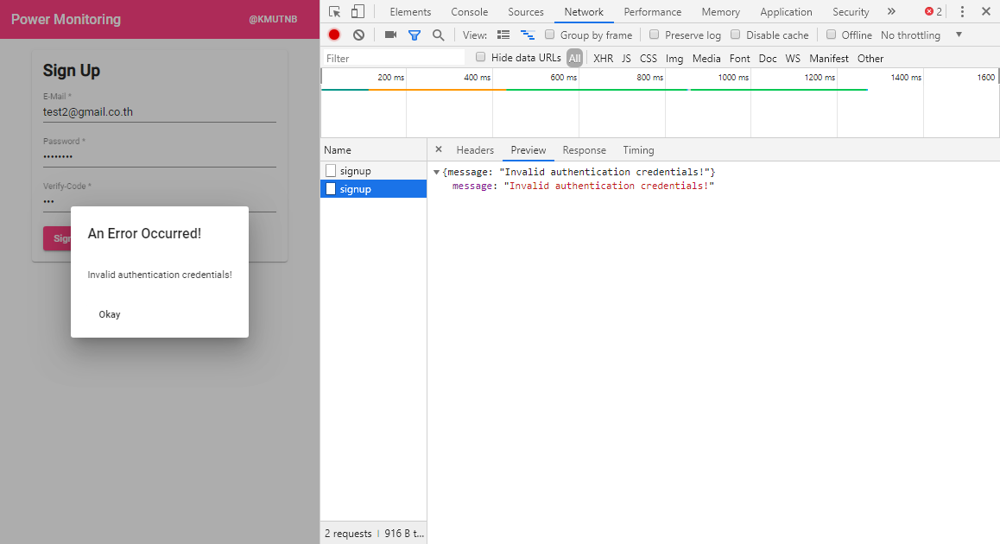 Power Monitoring @KMUTNB
Sign Up
E-Mail *
test2@gmail.co.th
Password *
••••••••
Verify-Code *
•••
Sign
An Error Occurred!
Invalid authentication credentials!
Okay
Elements Console Sources Network Performance Memory Application Security » 2
View: Group by frame Preserve log Disable cache Offline No throttling
Filter Hide data URLs All XHR JS CSS Img Media Font Doc WS Manifest Other
200 ms 400 ms 600 ms 800 ms 1000 ms 1200 ms 1400 ms 1600
Name
signup
signup
2 requests 916 B t...
× Headers Preview Response Timing
{message: "Invalid authentication credentials!"}
message: "Invalid authentication credentials!"